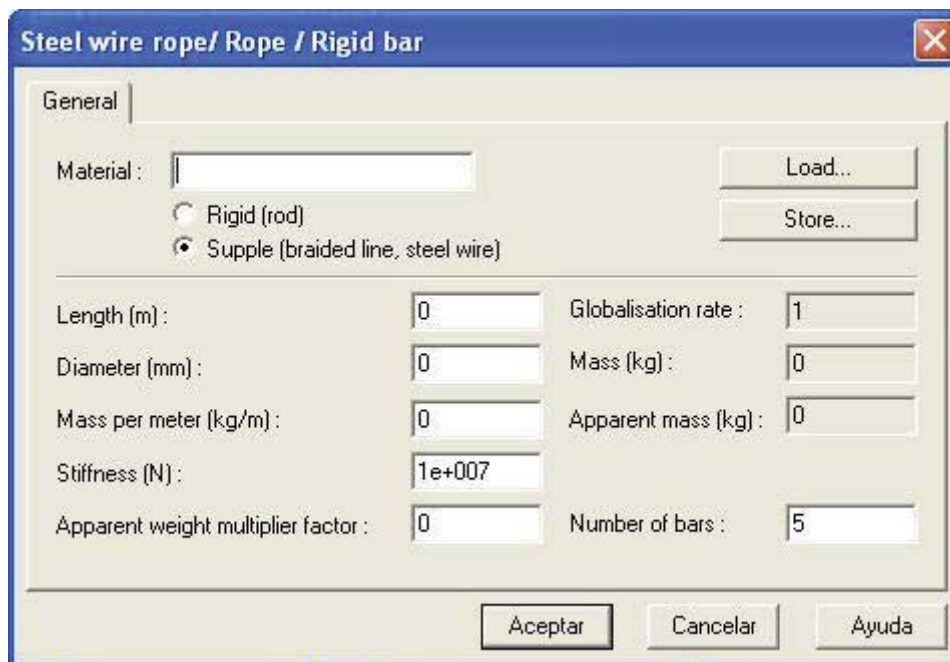 Steel wire rope/ Rope / Rigid bar
General
Material :
Load...
Rigid (rod)
Store...
Supple (braided line, steel wire)
Length (m) : 0 Globalisation rate : 1
Diameter (mm) : 0 Mass (kg) : 0
Mass per meter (kg/m) : 0 Apparent mass (kg) : 0
Stiffness (N) : 1e+007
Apparent weight multiplier factor : 0 Number of bars : 5
Aceptar Cancelar Ayuda